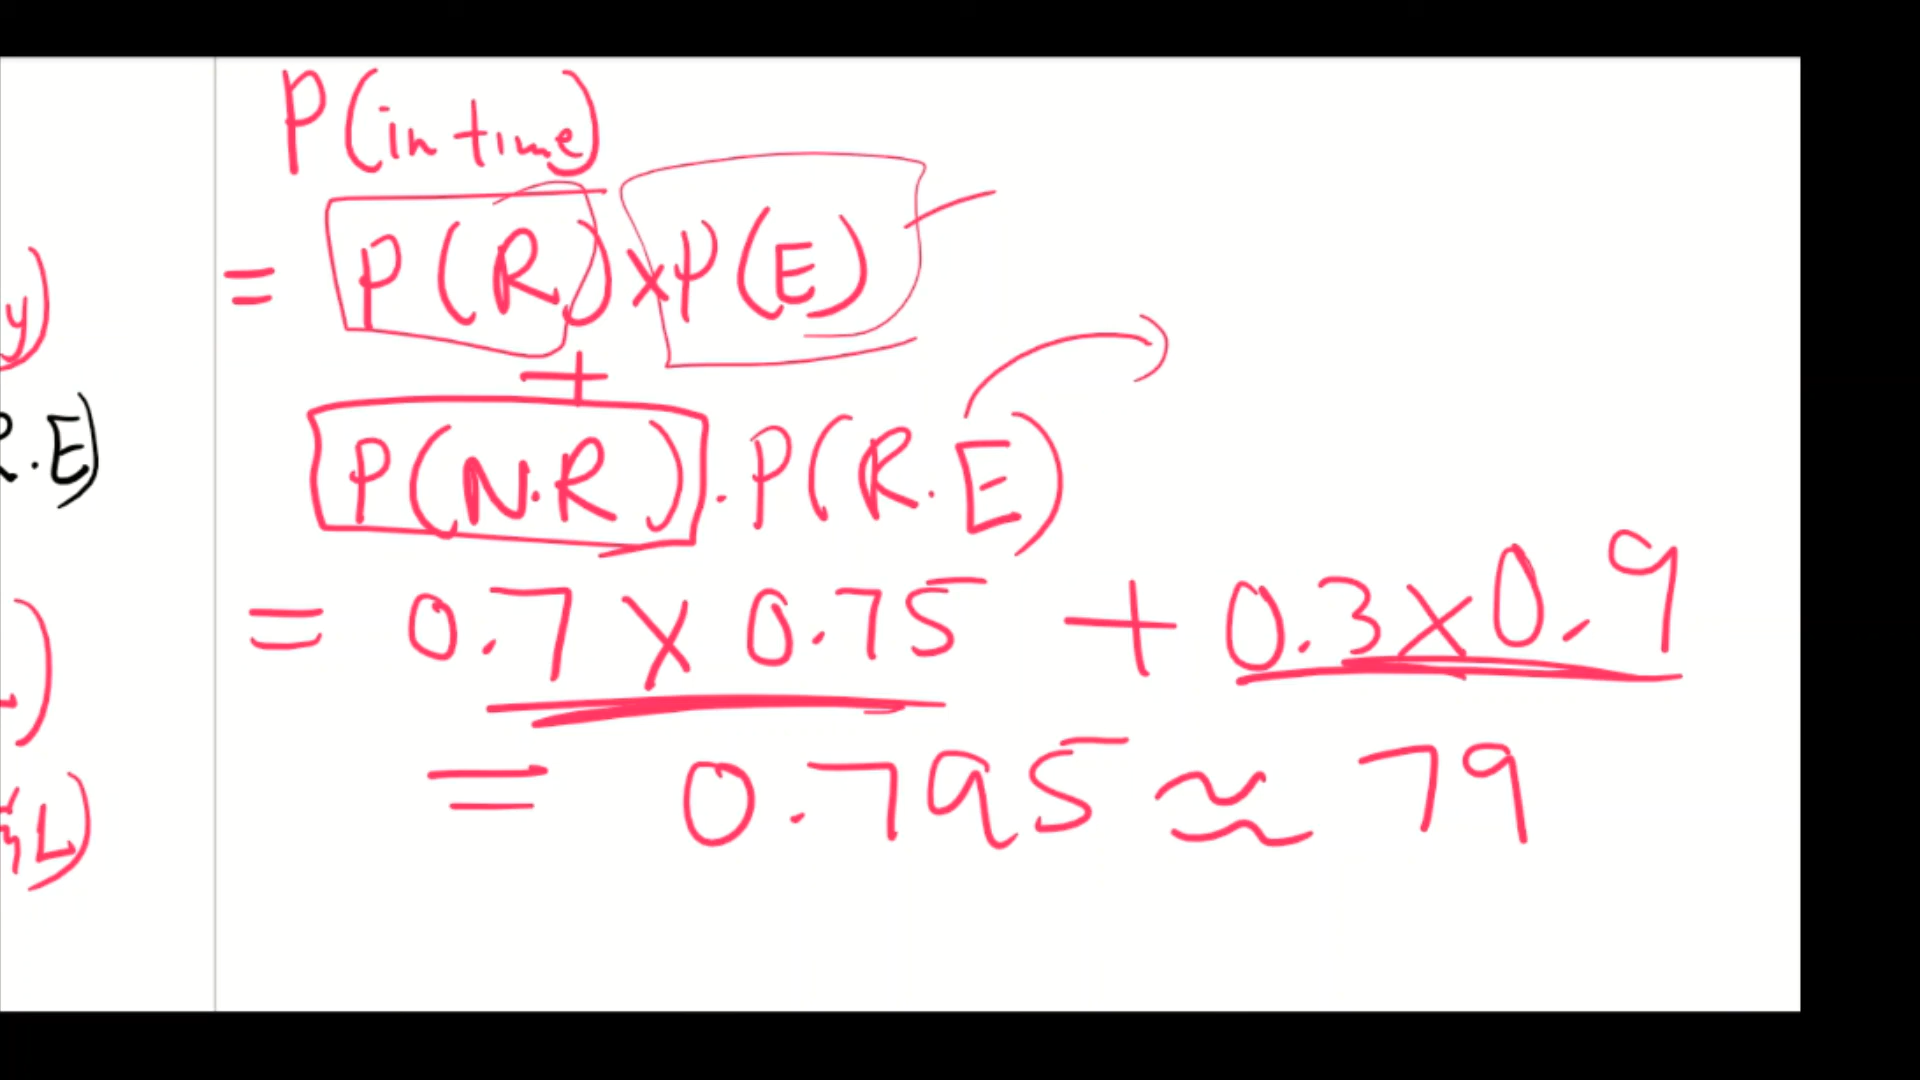 P(in time)
= P(R) x P(E)
+
P(N.R) . P(R.E)
= 0.7 x 0.75 + 0.3 x 0.9
= 0.795 ≈ 79
y)
R.E)
)
L)